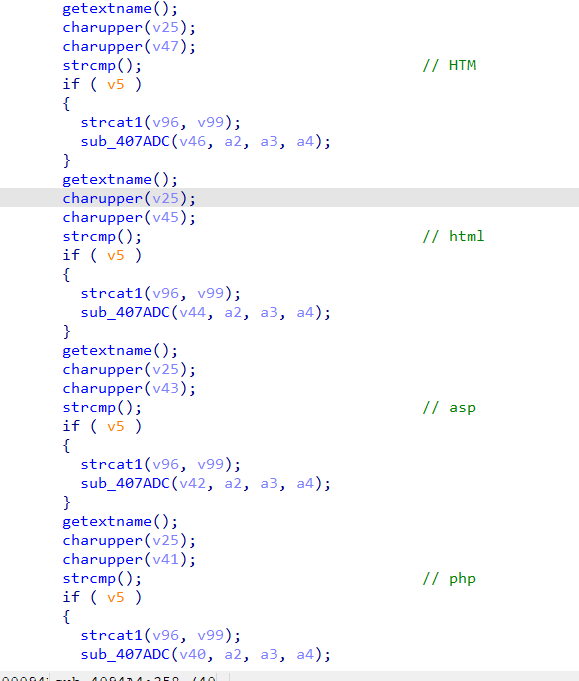 getextname();
charupper(v25);
charupper(v47);
strcmp(); // HTM
if ( v5 )
{
strcat1(v96, v99);
sub_407ADC(v46, a2, a3, a4);
}
getextname();
charupper(v25);
charupper(v45);
strcmp(); // html
if ( v5 )
{
strcat1(v96, v99);
sub_407ADC(v44, a2, a3, a4);
}
getextname();
charupper(v25);
charupper(v43);
strcmp(); // asp
if ( v5 )
{
strcat1(v96, v99);
sub_407ADC(v42, a2, a3, a4);
}
getextname();
charupper(v25);
charupper(v41);
strcmp(); // php
if ( v5 )
{
strcat1(v96, v99);
sub_407ADC(v40, a2, a3, a4);